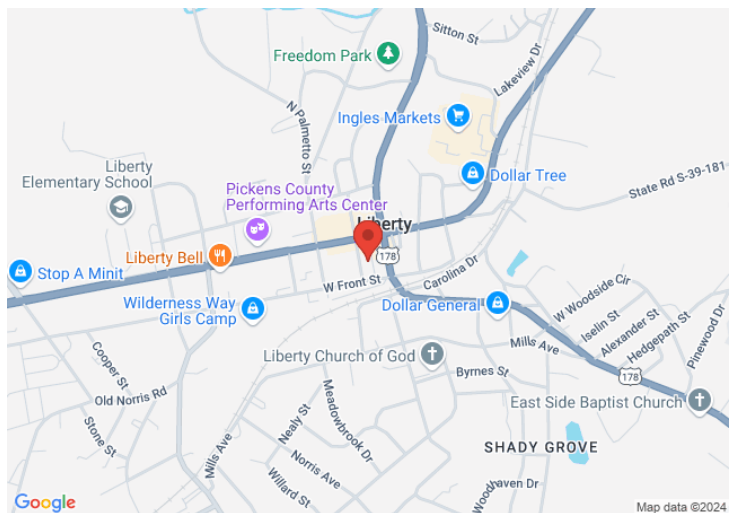 Sitton St
Lakeview Dr
Freedom Park
N Palmetto St
Ingles Markets
Liberty
Elementary School
Dollar Tree
State Rd S-39-181
Pickens County
Performing Arts Center
Liberty
Liberty Bell
178
Stop A Minit
W Front St
Carolina Dr
Wilderness Way
Girls Camp
Dollar General
W Woodside Cir
Iselin St
Alexander St
Hedgepath St
Pinewood Dr
Mills Ave
Liberty Church of God
Cooper St
Byrnes St
178
Old Norris Rd
Meadowbrook Dr
East Side Baptist Church
Stone St
Nealy St
Mills Ave
Norris Ave
SHADY GROVE
Willard St
Woodhaven Dr
Google
Map data ©2024